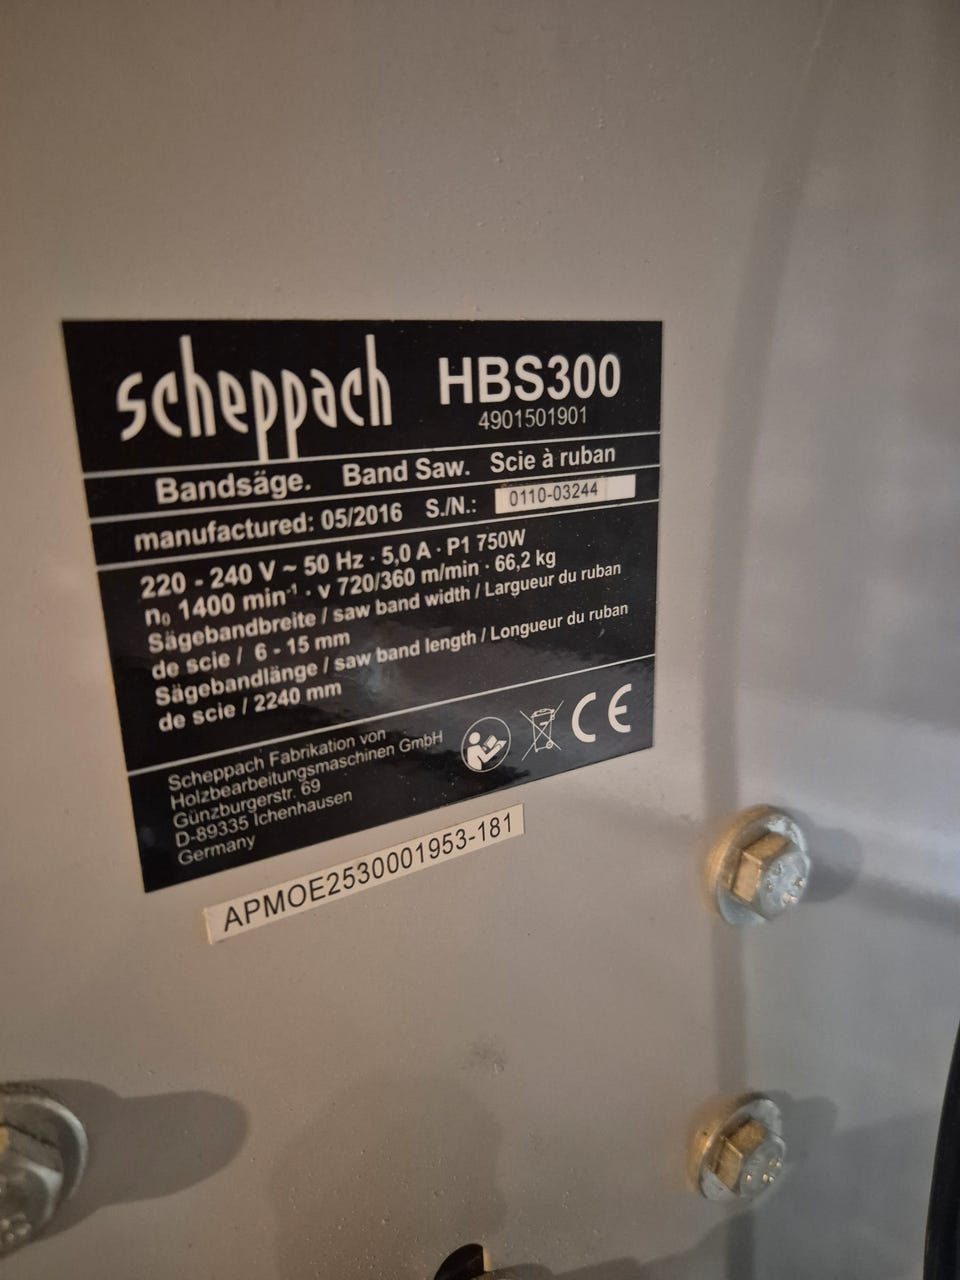 scheppach HBS300
4901501901
Bandsäge. Band Saw. Scie à ruban
manufactured: 05/2016 S./N.: 0110-03244
220 - 240 V ~ 50 Hz · 5,0 A · P1 750W
n₀ 1400 min⁻¹ · v 720/360 m/min · 66,2 kg
Sägebandbreite / saw band width / Largueur du ruban
de scie / 6 - 15 mm
Sägebandlänge / saw band length / Longueur du ruban
de scie / 2240 mm
Scheppach Fabrikation von
Holzbearbeitungsmaschinen GmbH
Günzburgerstr. 69
D-89335 Ichenhausen
Germany
CE
APMOE2530001953-181